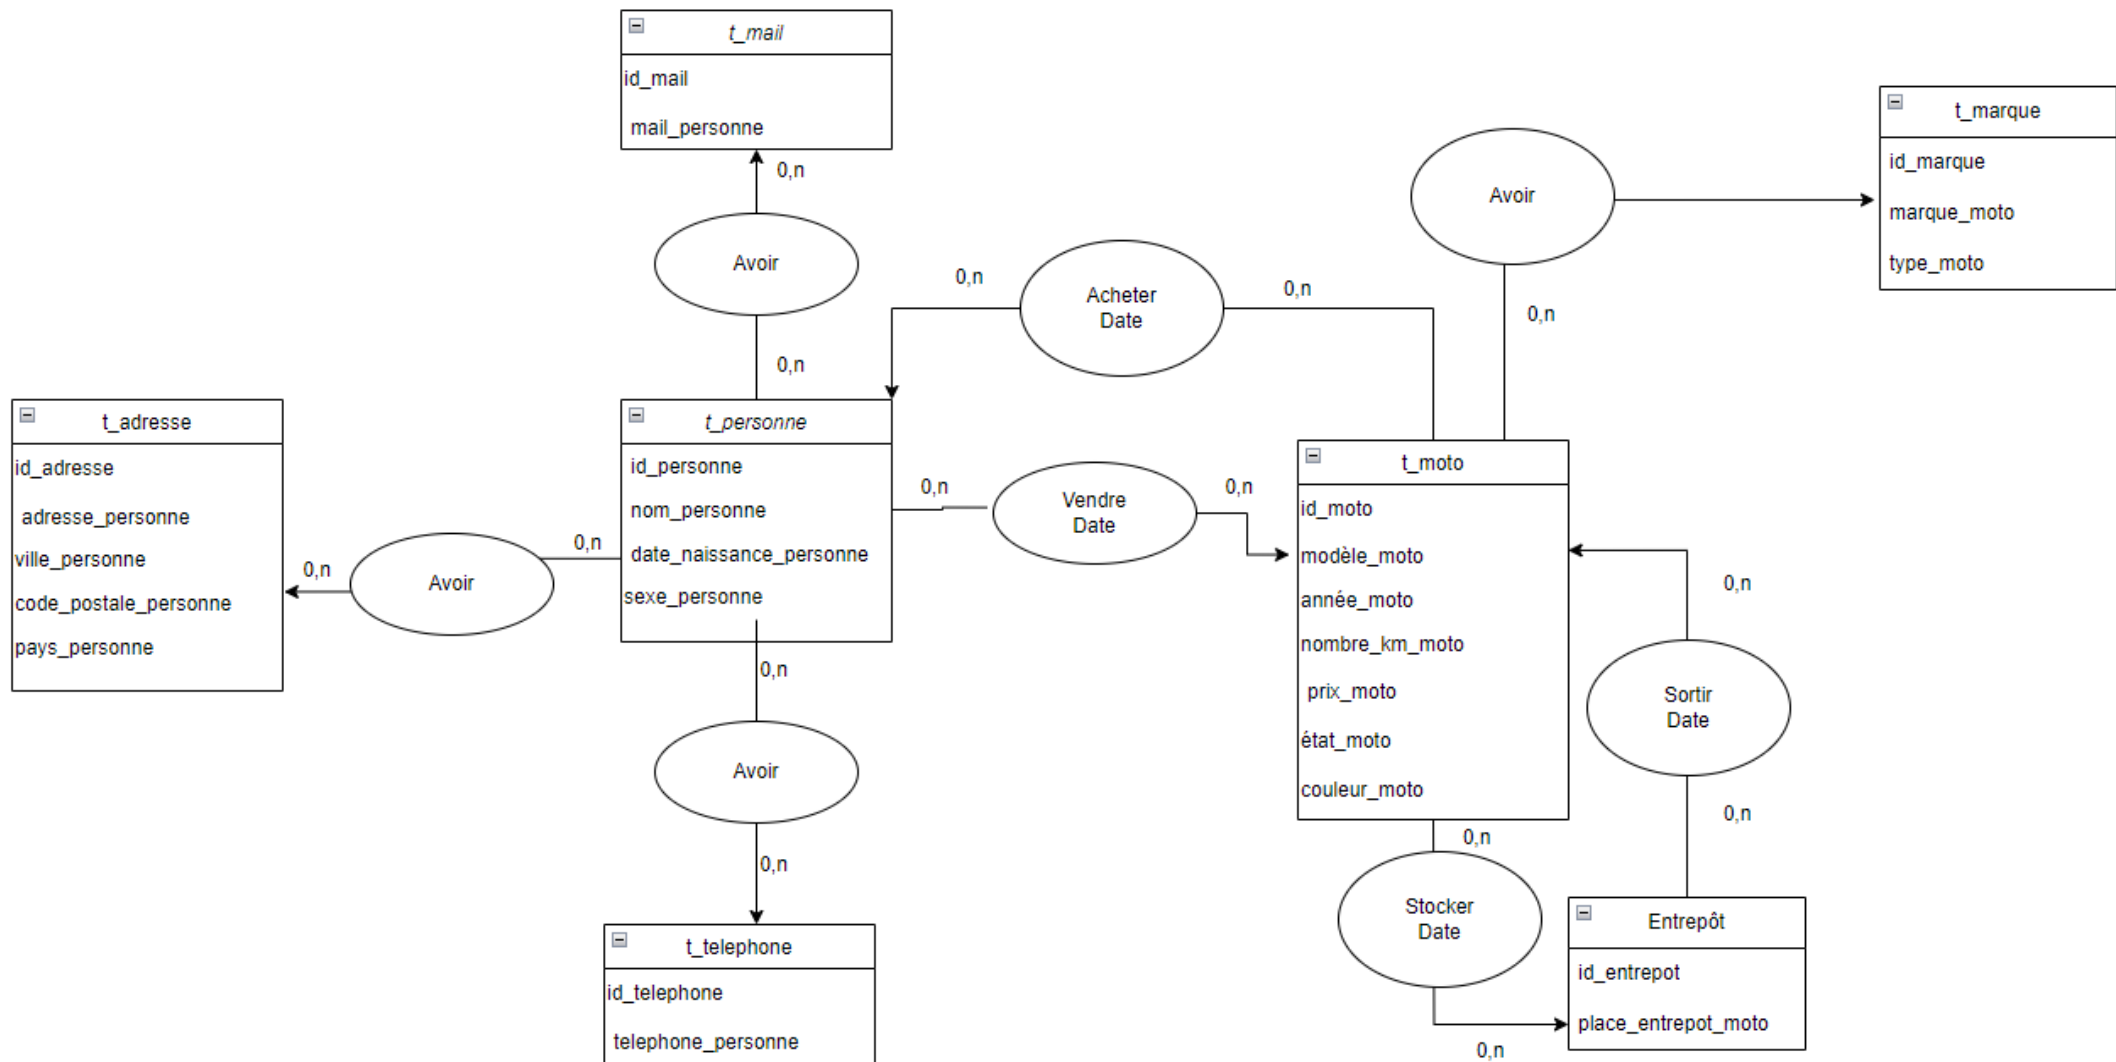 t_mail
id_mail
mail_personne
0,n
Avoir
0,n
t_marque
id_marque
marque_moto
type_moto
Avoir
0,n
0,n
Acheter
Date
0,n
t_adresse
id_adresse
adresse_personne
ville_personne
code_postale_personne
pays_personne
0,n
Avoir
0,n
t_personne
id_personne
nom_personne
date_naissance_personne
sexe_personne
0,n
Vendre
Date
0,n
t_moto
id_moto
modèle_moto
année_moto
nombre_km_moto
prix_moto
état_moto
couleur_moto
0,n
Sortir
Date
0,n
0,n
Avoir
0,n
t_telephone
id_telephone
telephone_personne
0,n
Stocker
Date
0,n
Entrepôt
id_entrepot
place_entrepot_moto